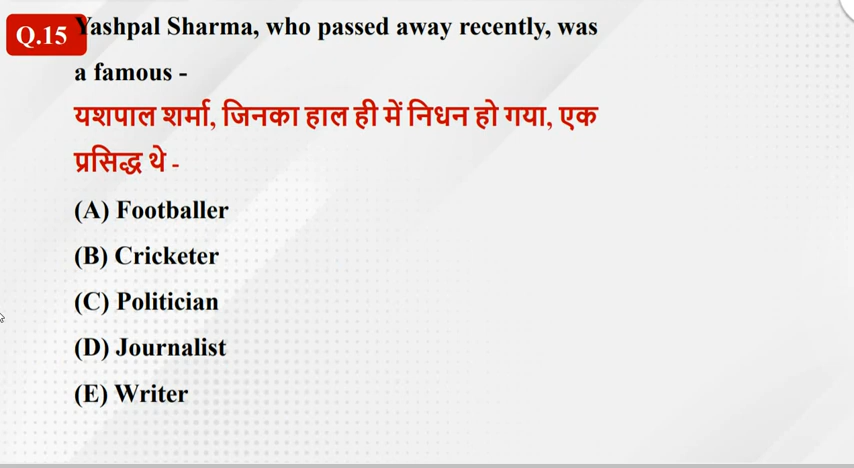 Q.15 Yashpal Sharma, who passed away recently, was
a famous -
यशपाल शर्मा, जिनका हाल ही में निधन हो गया, एक
प्रसिद्ध थे -
(A) Footballer
(B) Cricketer
(C) Politician
(D) Journalist
(E) Writer